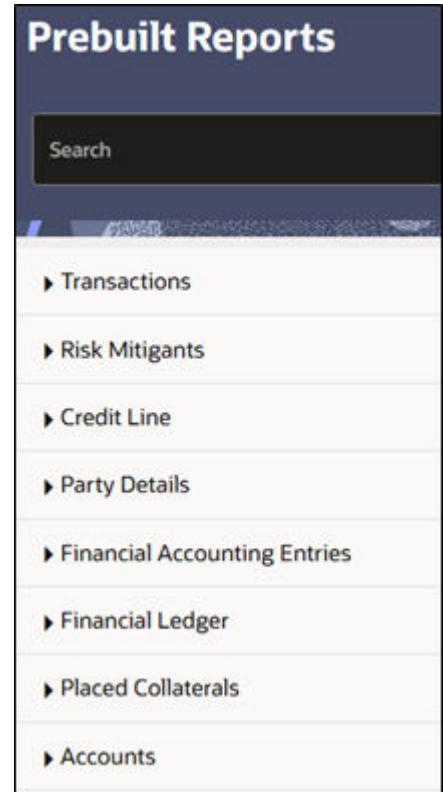 Prebuilt Reports
Search
Transactions
Risk Mitigants
Credit Line
Party Details
Financial Accounting Entries
Financial Ledger
Placed Collaterals
Accounts